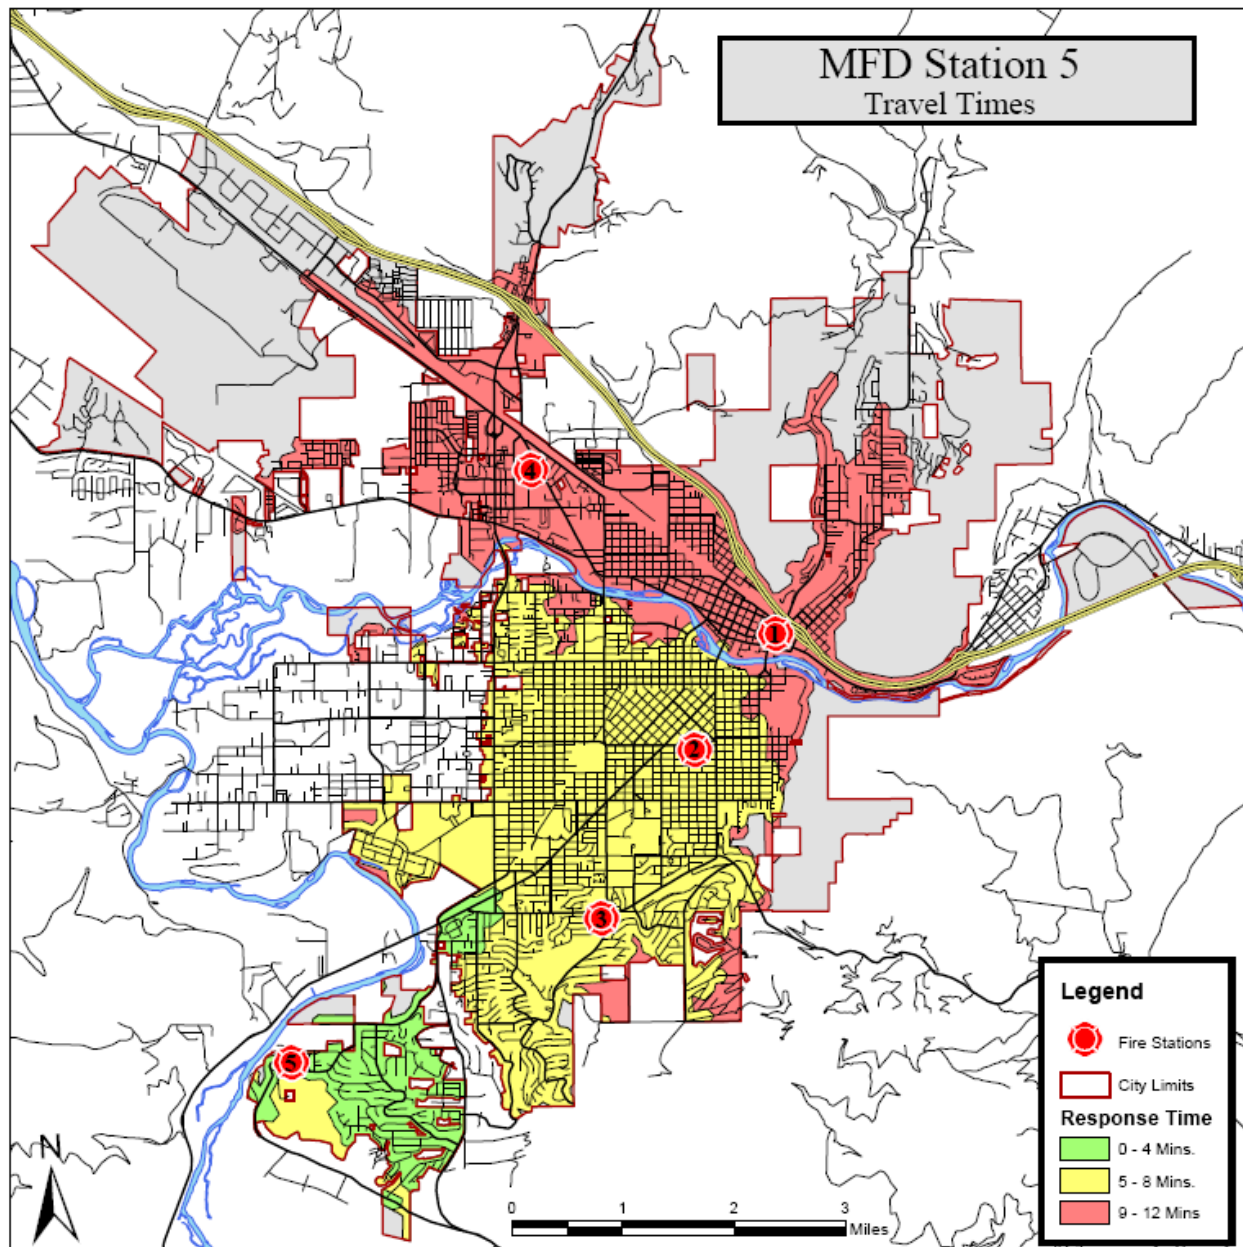 MFD Station 5
Travel Times
4
1
2
3
5
N
0
1
2
3
Miles
Legend
Fire Stations
City Limits
Response Time
0 - 4 Mins.
5 - 8 Mins.
9 - 12 Mins